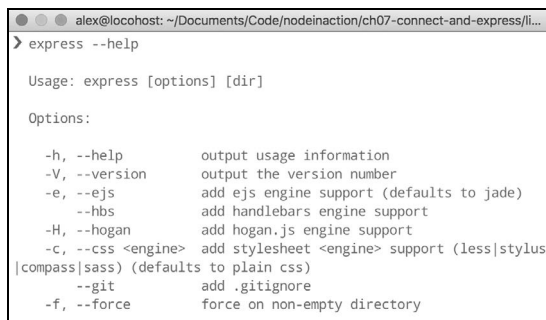 alex@locohost: ~/Documents/Code/nodeinaction/ch07-connect-and-express/li...
❯ express --help
Usage: express [options] [dir]
Options:
-h, --help output usage information
-V, --version output the version number
-e, --ejs add ejs engine support (defaults to jade)
--hbs add handlebars engine support
-H, --hogan add hogan.js engine support
-c, --css <engine> add stylesheet <engine> support (less|stylus
|compass|sass) (defaults to plain css)
--git add .gitignore
-f, --force force on non-empty directory